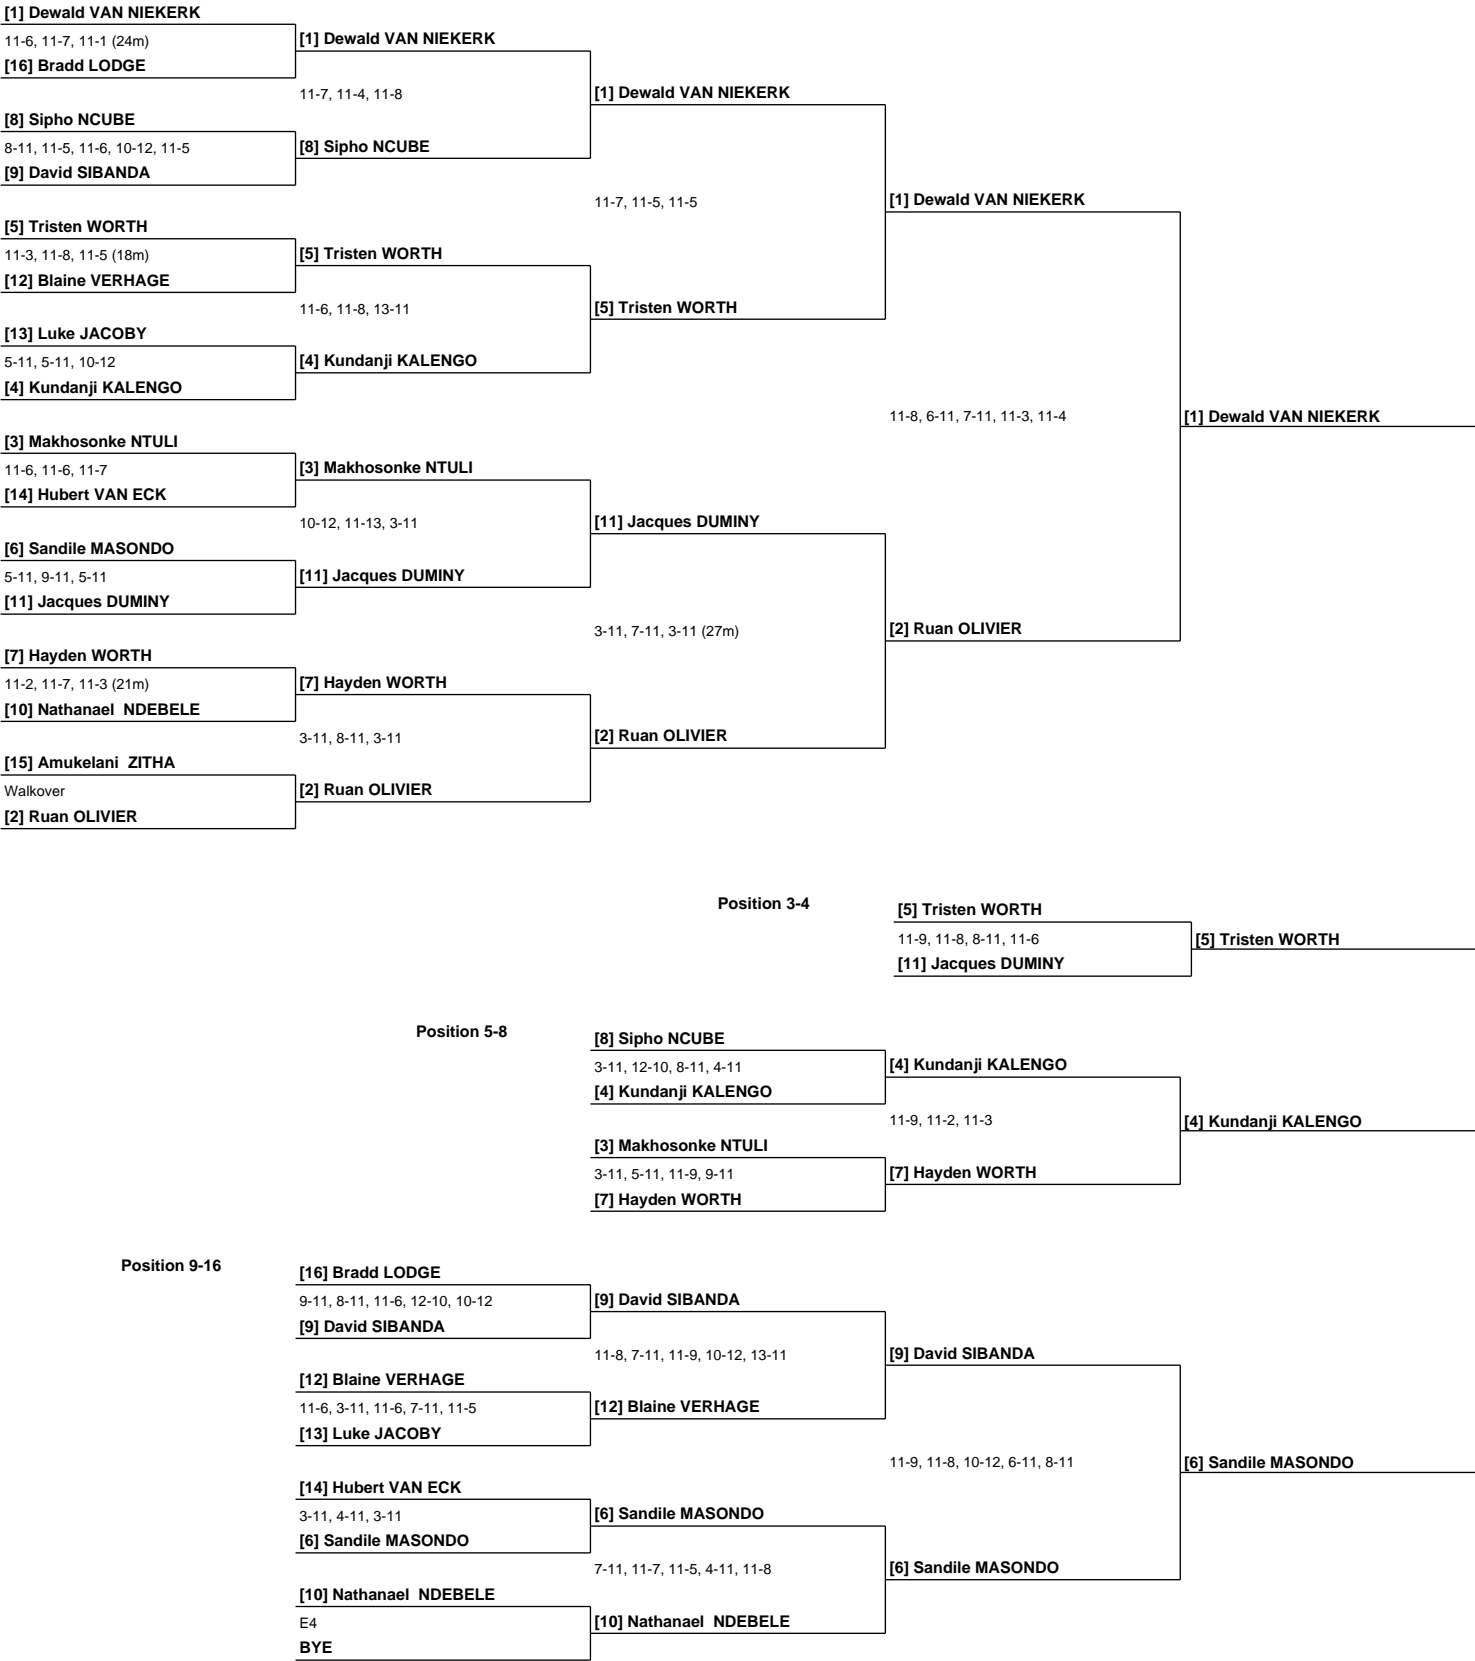 [1] Dewald VAN NIEKERK
11-6, 11-7, 11-1 (24m)
[16] Bradd LODGE
[8] Sipho NCUBE
8-11, 11-5, 11-6, 10-12, 11-5
[9] David SIBANDA
[5] Tristen WORTH
11-3, 11-8, 11-5 (18m)
[12] Blaine VERHAGE
[13] Luke JACOBY
5-11, 5-11, 10-12
[4] Kundanji KALENGO
[3] Makhosonke NTULI
11-6, 11-6, 11-7
[14] Hubert VAN ECK
[6] Sandile MASONDO
5-11, 9-11, 5-11
[11] Jacques DUMINY
[7] Hayden WORTH
11-2, 11-7, 11-3 (21m)
[10] Nathanael  NDEBELE
[15] Amukelani  ZITHA
Walkover
[2] Ruan OLIVIER
[1] Dewald VAN NIEKERK
11-7, 11-4, 11-8
[8] Sipho NCUBE
[5] Tristen WORTH
11-6, 11-8, 13-11
[4] Kundanji KALENGO
[3] Makhosonke NTULI
10-12, 11-13, 3-11
[11] Jacques DUMINY
[7] Hayden WORTH
3-11, 8-11, 3-11
[2] Ruan OLIVIER
[1] Dewald VAN NIEKERK
11-7, 11-5, 11-5
[5] Tristen WORTH
[11] Jacques DUMINY
3-11, 7-11, 3-11 (27m)
[2] Ruan OLIVIER
[1] Dewald VAN NIEKERK
11-8, 6-11, 7-11, 11-3, 11-4
[2] Ruan OLIVIER
[1] Dewald VAN NIEKERK
Position 3-4
[5] Tristen WORTH
11-9, 11-8, 8-11, 11-6
[11] Jacques DUMINY
[5] Tristen WORTH
Position 5-8
[8] Sipho NCUBE
3-11, 12-10, 8-11, 4-11
[4] Kundanji KALENGO
[3] Makhosonke NTULI
3-11, 5-11, 11-9, 9-11
[7] Hayden WORTH
[4] Kundanji KALENGO
11-9, 11-2, 11-3
[7] Hayden WORTH
[4] Kundanji KALENGO
Position 9-16
[16] Bradd LODGE
9-11, 8-11, 11-6, 12-10, 10-12
[9] David SIBANDA
[12] Blaine VERHAGE
11-6, 3-11, 11-6, 7-11, 11-5
[13] Luke JACOBY
[14] Hubert VAN ECK
3-11, 4-11, 3-11
[6] Sandile MASONDO
[10] Nathanael  NDEBELE
E4
BYE
[9] David SIBANDA
11-8, 7-11, 11-9, 10-12, 13-11
[12] Blaine VERHAGE
[6] Sandile MASONDO
7-11, 11-7, 11-5, 4-11, 11-8
[10] Nathanael  NDEBELE
[9] David SIBANDA
11-9, 11-8, 10-12, 6-11, 8-11
[6] Sandile MASONDO
[6] Sandile MASONDO